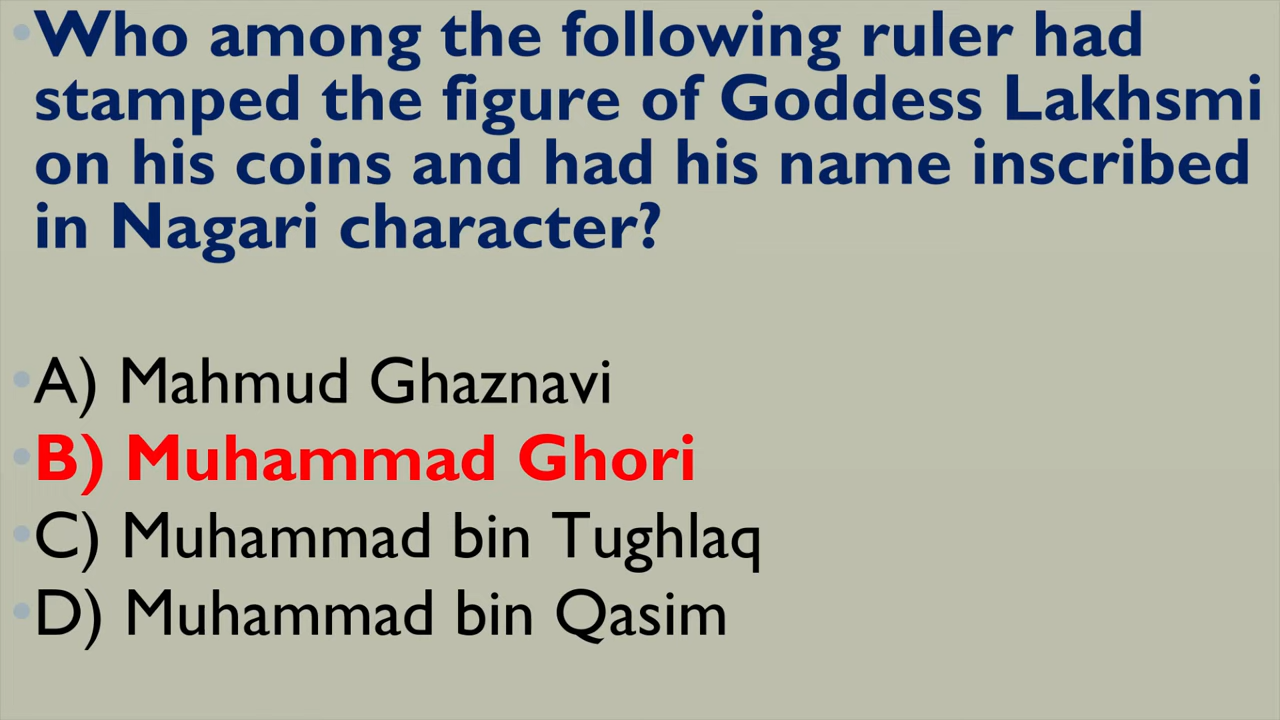 •Who among the following ruler had
stamped the figure of Goddess Lakhsmi
on his coins and had his name inscribed
in Nagari character?
•A) Mahmud Ghaznavi
•B) Muhammad Ghori
•C) Muhammad bin Tughlaq
•D) Muhammad bin Qasim